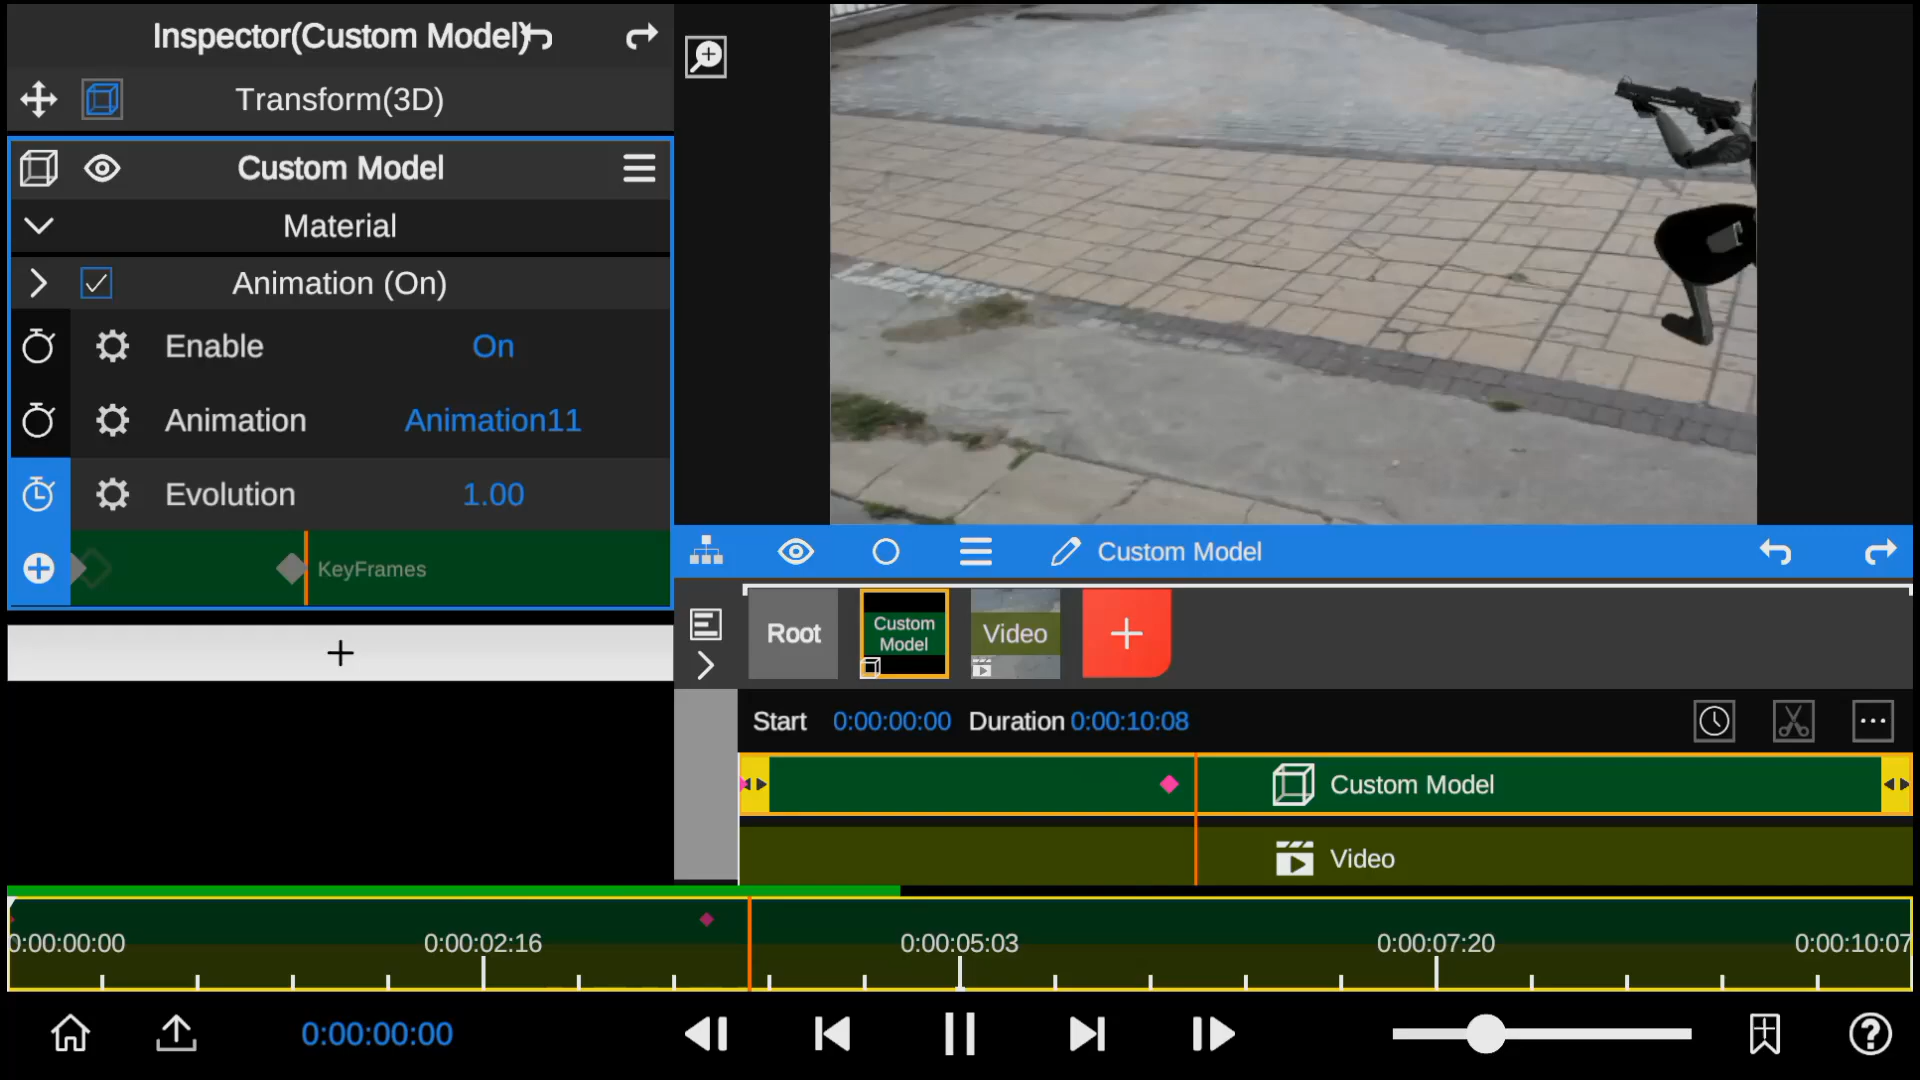 Inspector(Custom Model)
Transform(3D)
Custom Model
Material
Animation (On)
Enable On
Animation Animation11
Evolution 1.00
KeyFrames
+
Custom Model
Root
Custom
Model
Video
+
Start 0:00:00:00 Duration 0:00:10:08
Custom Model
Video
0:00:00:00 0:00:02:16 0:00:05:03 0:00:07:20 0:00:10:07
0:00:00:00